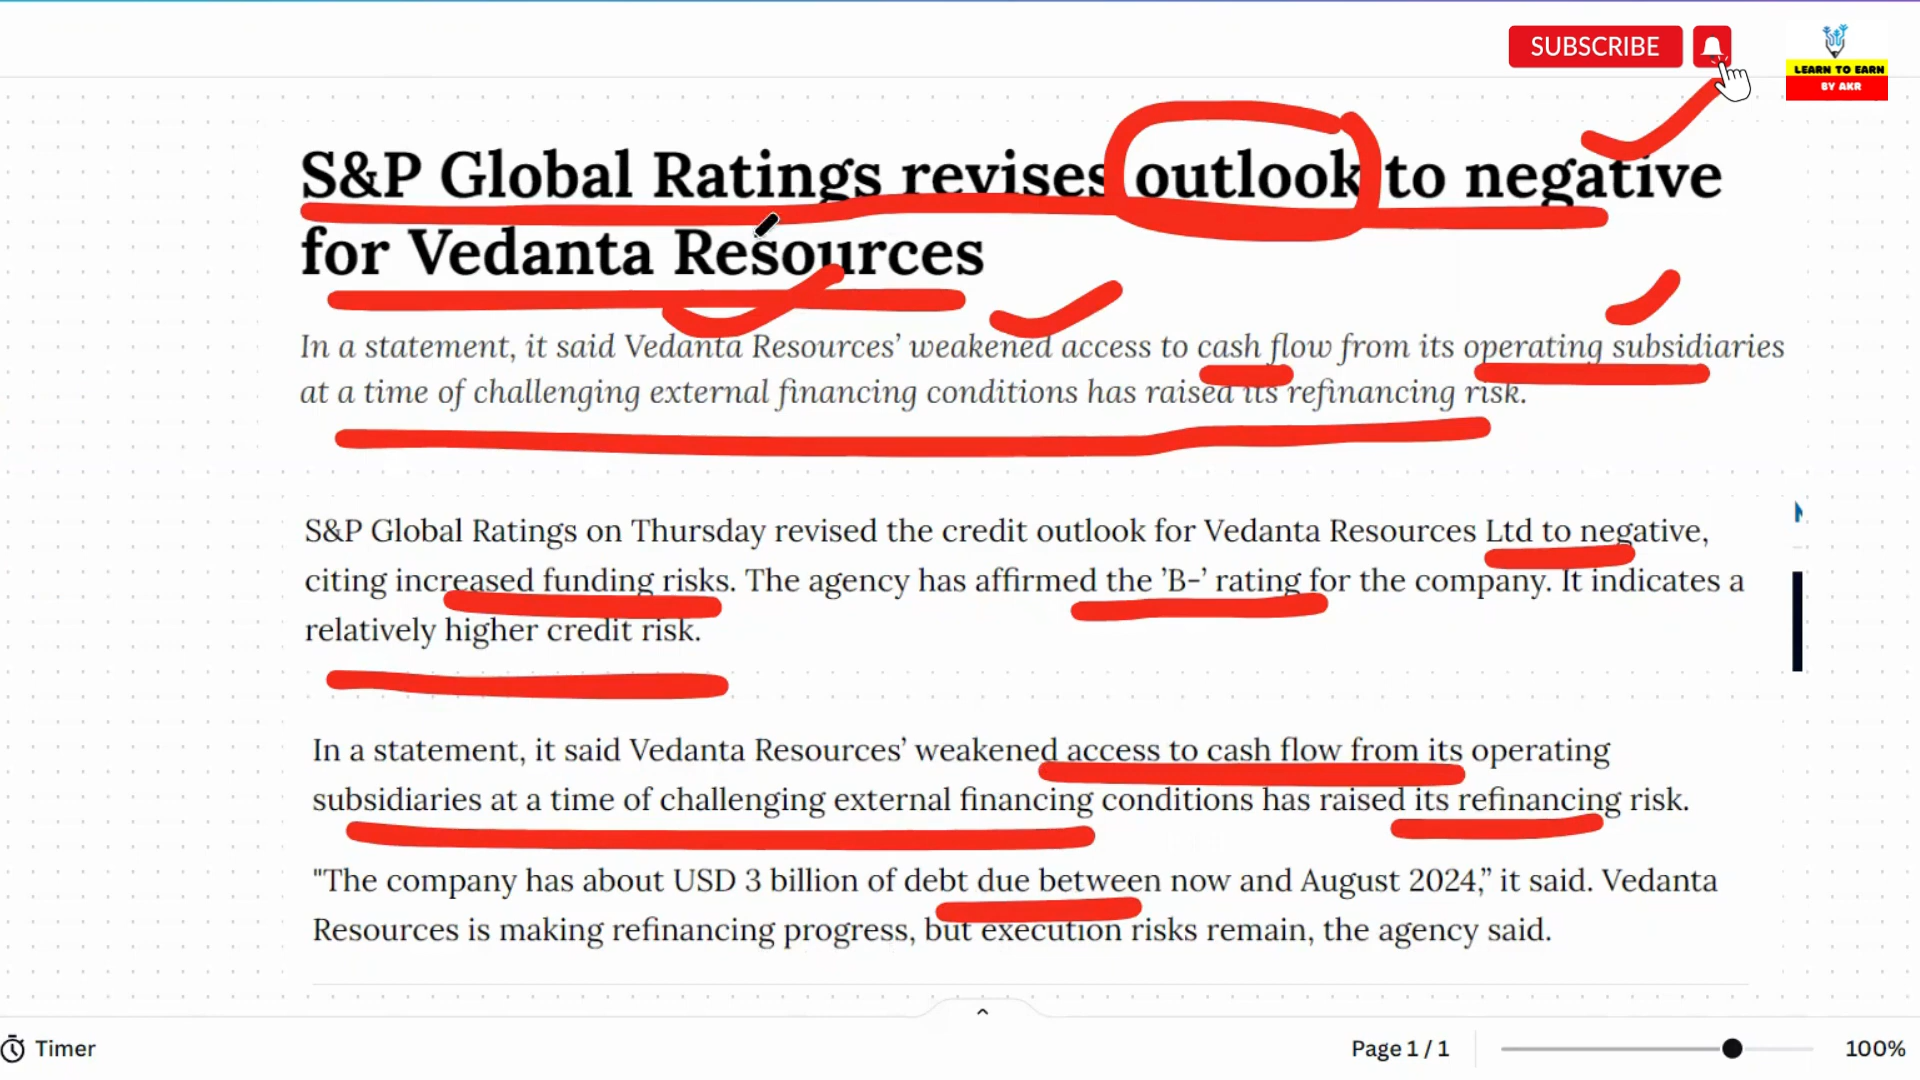 SUBSCRIBE
LEARN TO EARN
BY AKR
S&P Global Ratings revises outlook to negative
for Vedanta Resources
In a statement, it said Vedanta Resources’ weakened access to cash flow from its operating subsidiaries
at a time of challenging external financing conditions has raised its refinancing risk.
S&P Global Ratings on Thursday revised the credit outlook for Vedanta Resources Ltd to negative,
citing increased funding risks. The agency has affirmed the ’B-’ rating for the company. It indicates a
relatively higher credit risk.
In a statement, it said Vedanta Resources’ weakened access to cash flow from its operating
subsidiaries at a time of challenging external financing conditions has raised its refinancing risk.
"The company has about USD 3 billion of debt due between now and August 2024,” it said. Vedanta
Resources is making refinancing progress, but execution risks remain, the agency said.
Timer
Page 1 / 1
100%